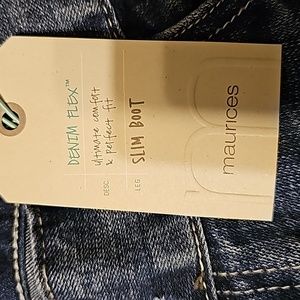 DENIM FLEX™
DESC ultimate comfort
& perfect fit
LEG SLIM BOOT
maurices